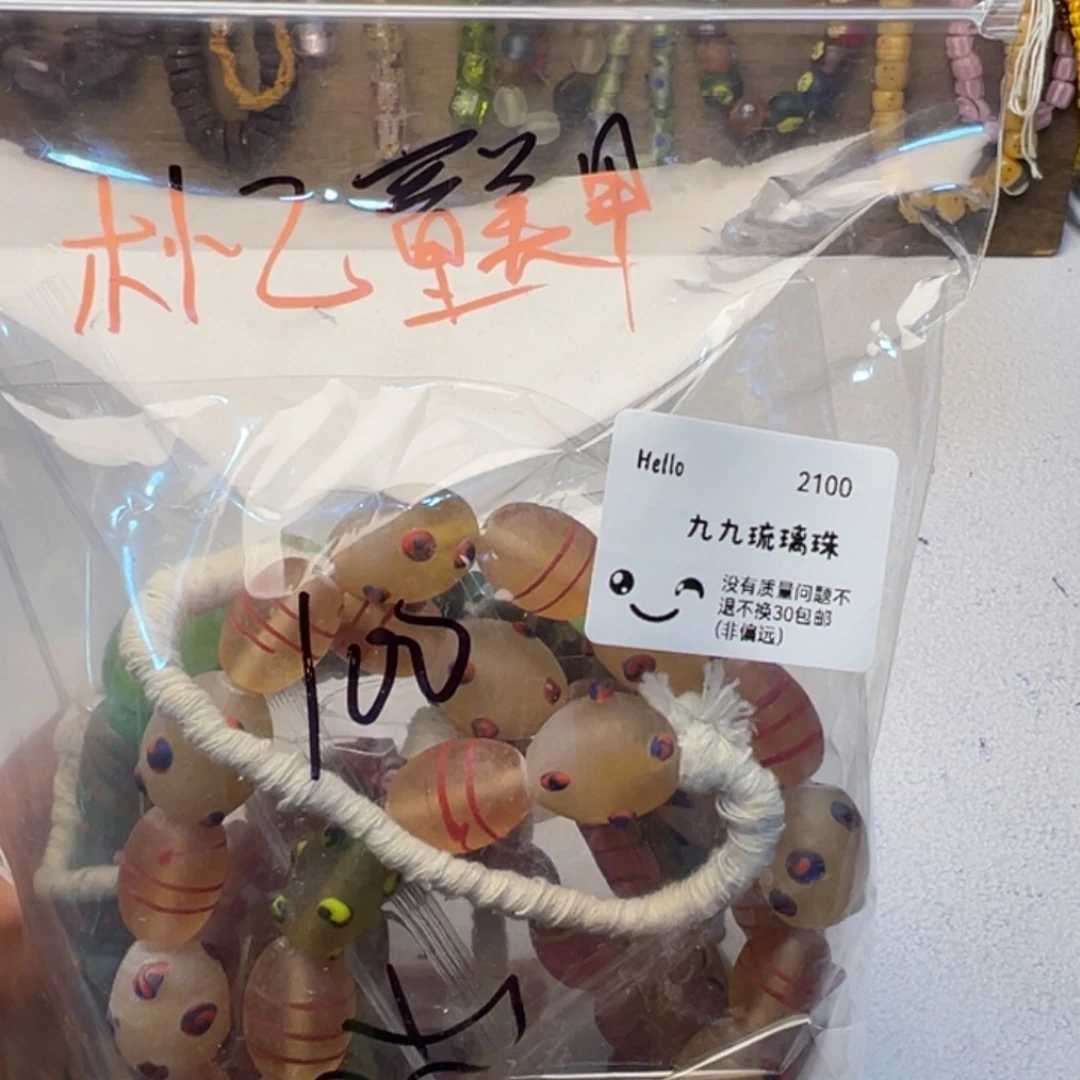 Hello
2100
九九琉璃珠
没有质量问题不
退不换30包邮
(非偏远)
100